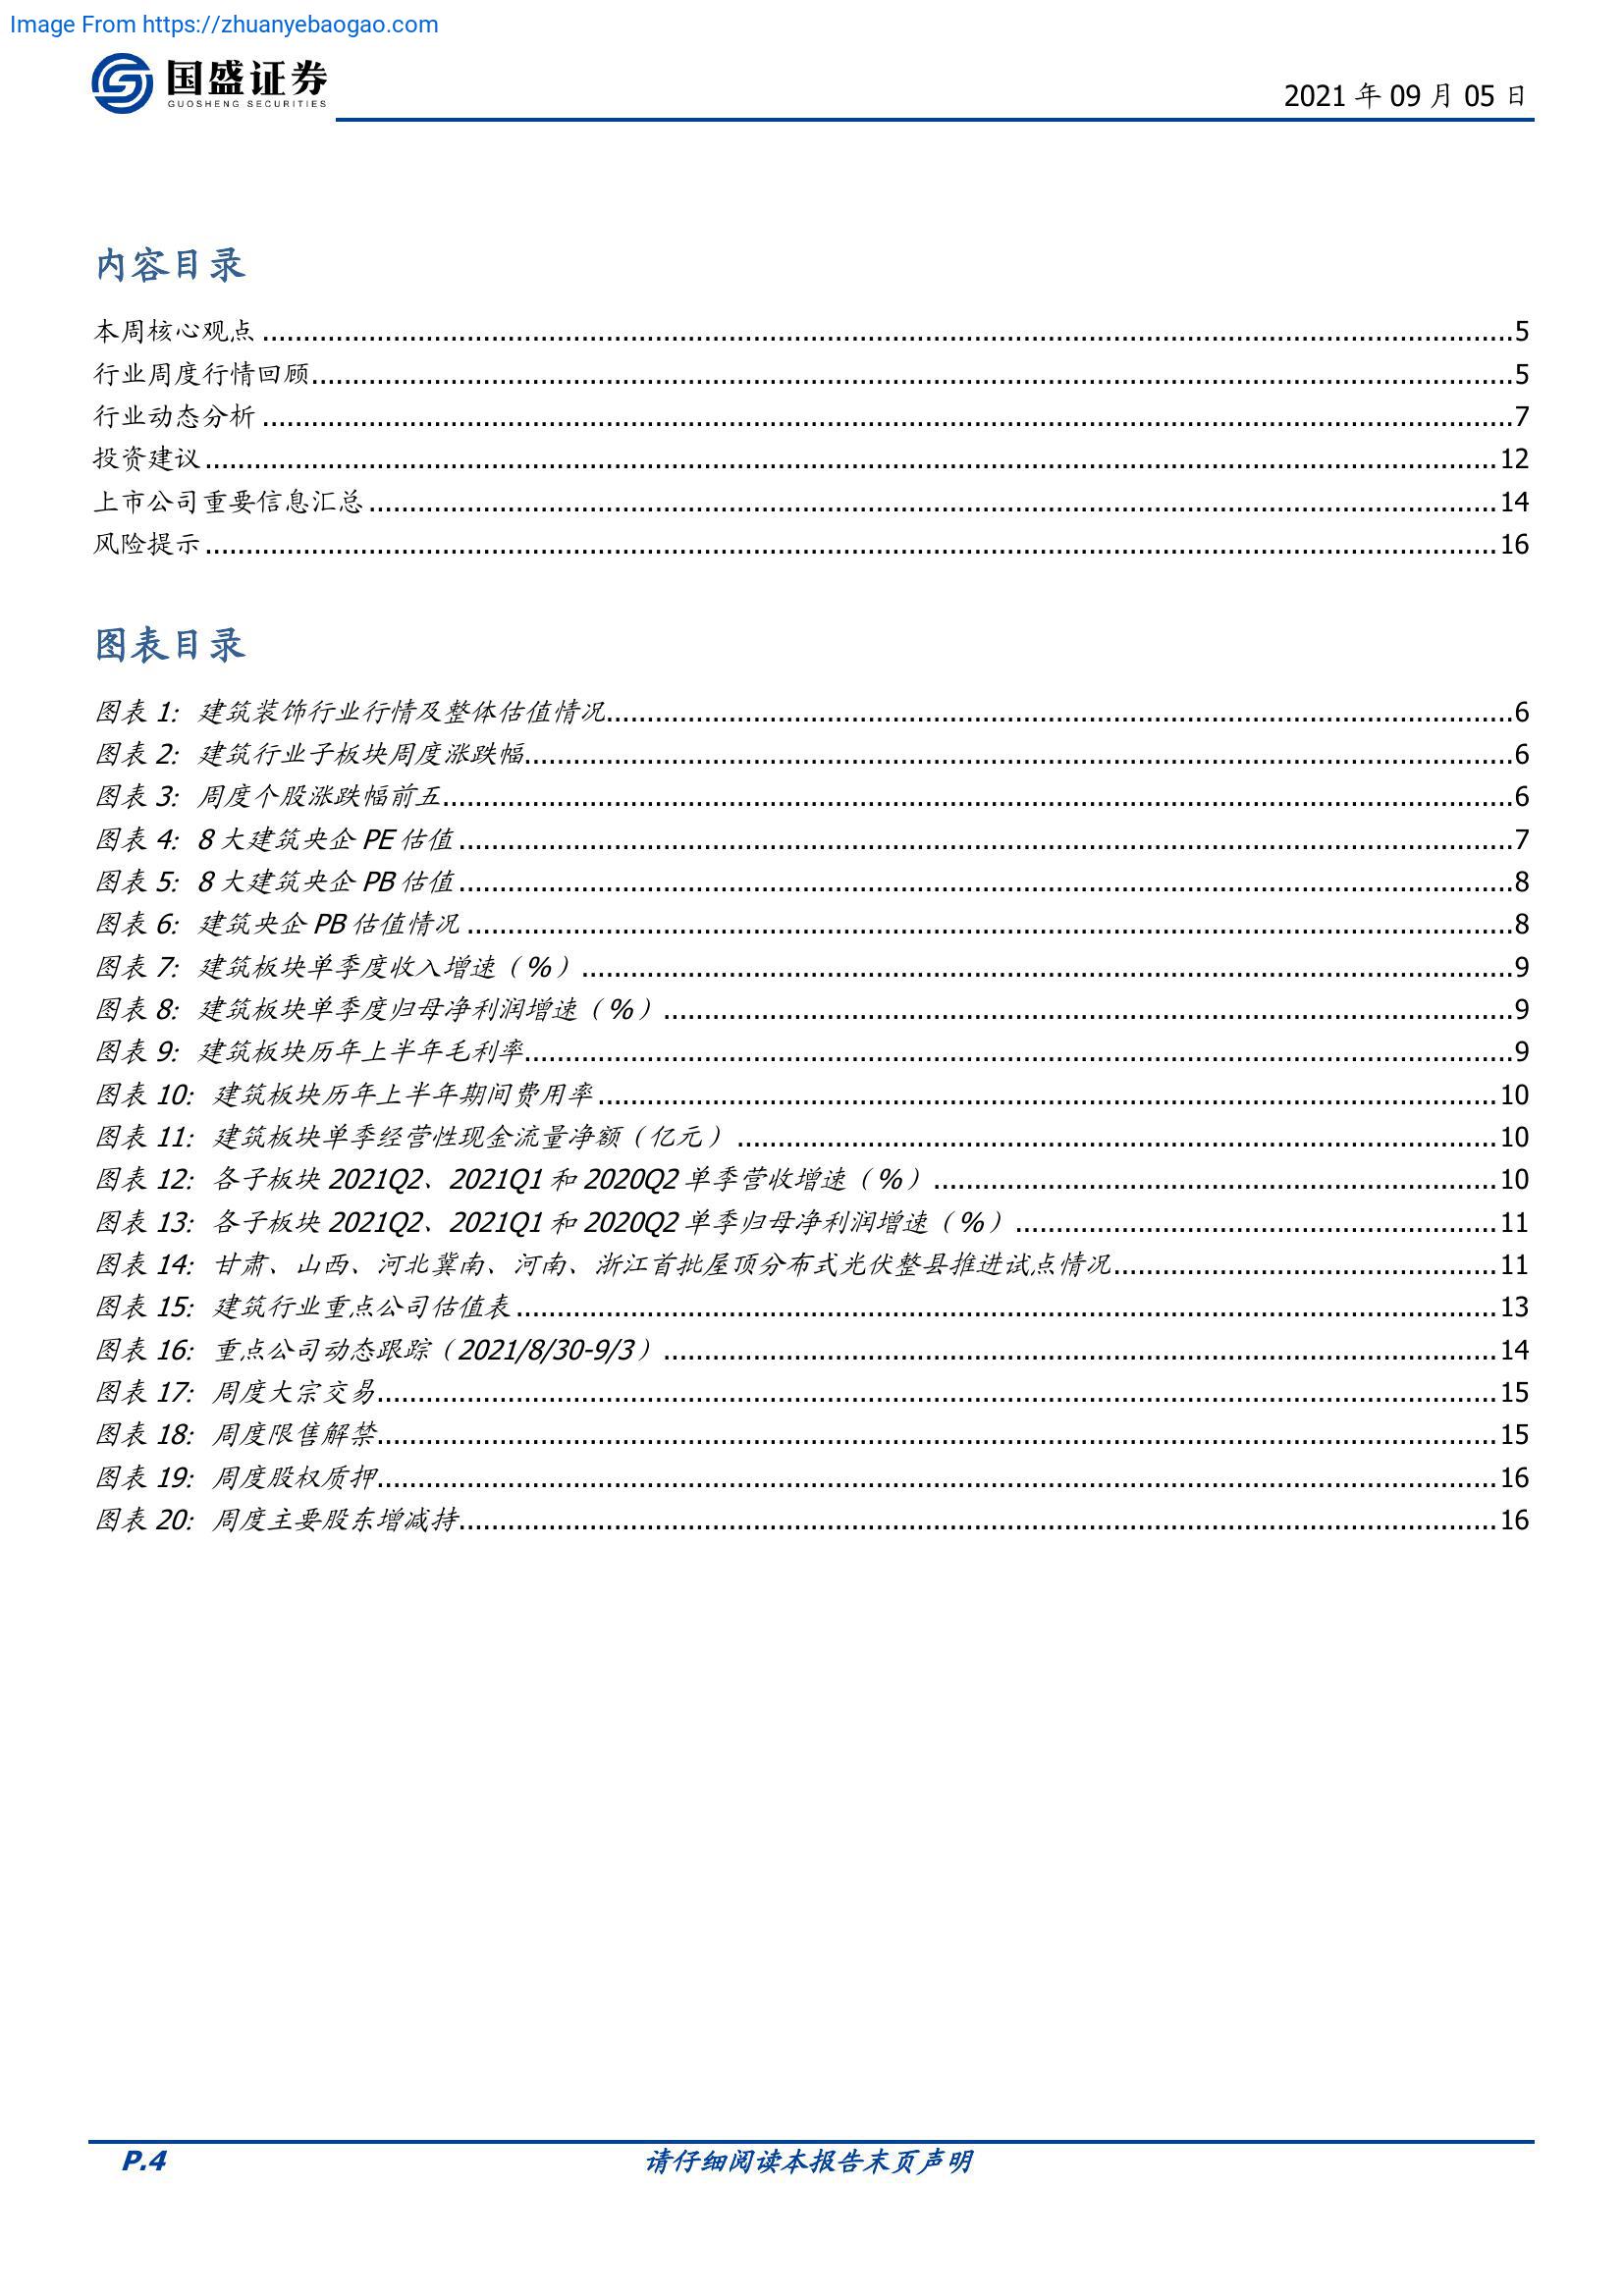 Image From https://zhuanyebaogao.com
国盛证券
GUOSHENG SECURITIES
2021 年 09 月 05 日
内容目录
本周核心观点 5
行业周度行情回顾 5
行业动态分析 7
投资建议 12
上市公司重要信息汇总 14
风险提示 16
图表目录
图表 1: 建筑装饰行业行情及整体估值情况 6
图表 2: 建筑行业子板块周度涨跌幅 6
图表 3: 周度个股涨跌幅前五 6
图表 4: 8 大建筑央企 PE 估值 7
图表 5: 8 大建筑央企 PB 估值 8
图表 6: 建筑央企 PB 估值情况 8
图表 7: 建筑板块单季度收入增速（%） 9
图表 8: 建筑板块单季度归母净利润增速（%） 9
图表 9: 建筑板块历年上半年毛利率 9
图表 10: 建筑板块历年上半年期间费用率 10
图表 11: 建筑板块单季经营性现金流量净额（亿元） 10
图表 12: 各子板块 2021Q2、2021Q1 和 2020Q2 单季营收增速（%） 10
图表 13: 各子板块 2021Q2、2021Q1 和 2020Q2 单季归母净利润增速（%） 11
图表 14: 甘肃、山西、河北冀南、河南、浙江首批屋顶分布式光伏整县推进试点情况 11
图表 15: 建筑行业重点公司估值表 13
图表 16: 重点公司动态跟踪（2021/8/30-9/3） 14
图表 17: 周度大宗交易 15
图表 18: 周度限售解禁 15
图表 19: 周度股权质押 16
图表 20: 周度主要股东增减持 16
P.4 请仔细阅读本报告末页声明